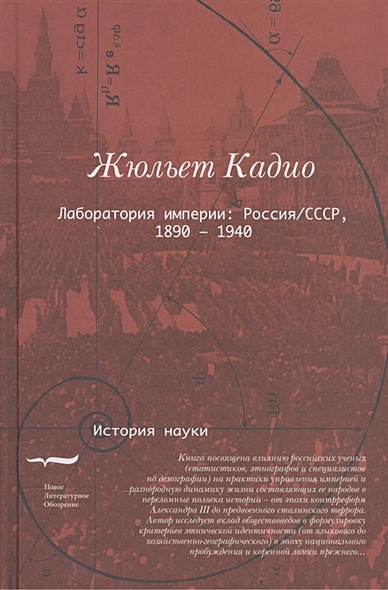 Жюльет Кадио
Лаборатория империи: Россия/СССР,
1890 – 1940
История науки
Новое
Литературное
Обозрение
Книга посвящена влиянию российских ученых
(статистиков, этнографов и специалистов
по демографии) на практики управления империей и
разнородную динамику жизни составляющих ее народов в
переломные полвека истории – от эпохи контрреформ
Александра III до предвоенного сталинского террора.
Автор исследует вклад обществоведов в формулировку
критериев этнической идентичности (от языкового до
хозяйственно-географического) в эпоху национального
пробуждения и коренной ломки прежнего...